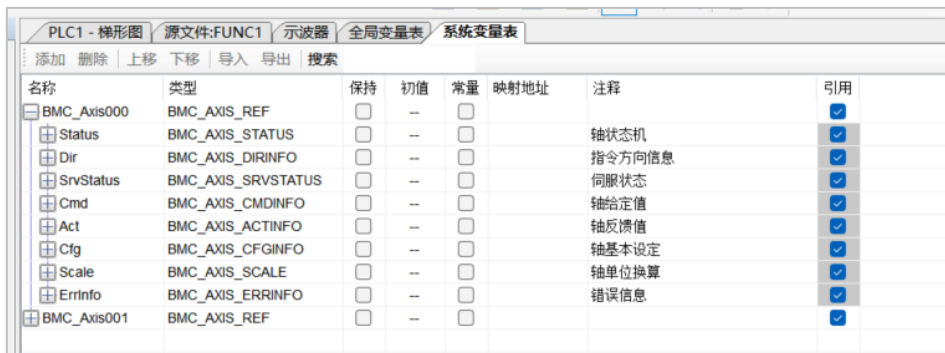 PLC1 - 梯形图 源文件:FUNC1 示波器 全局变量表 系统变量表
添加 删除 上移 下移 导入 导出 搜索
名称 类型 保持 初值 常量 映射地址 注释 引用
BMC_Axis000 BMC_AXIS_REF --
Status BMC_AXIS_STATUS -- 轴状态机
Dir BMC_AXIS_DIRINFO -- 指令方向信息
SrvStatus BMC_AXIS_SRVSTATUS -- 伺服状态
Cmd BMC_AXIS_CMDINFO -- 轴给定值
Act BMC_AXIS_ACTINFO -- 轴反馈值
Cfg BMC_AXIS_CFGINFO -- 轴基本设定
Scale BMC_AXIS_SCALE -- 轴单位换算
ErrInfo BMC_AXIS_ERRINFO -- 错误信息
BMC_Axis001 BMC_AXIS_REF --